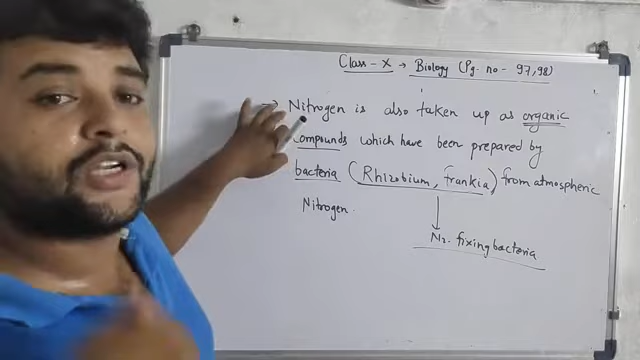 Class-X → Biology (Pg. no - 97,98)
→ Nitrogen is also taken up as organic
compounds which have been prepared by
bacteria (Rhizobium, frankia) from atmospheric
Nitrogen.
N2-fixing bacteria